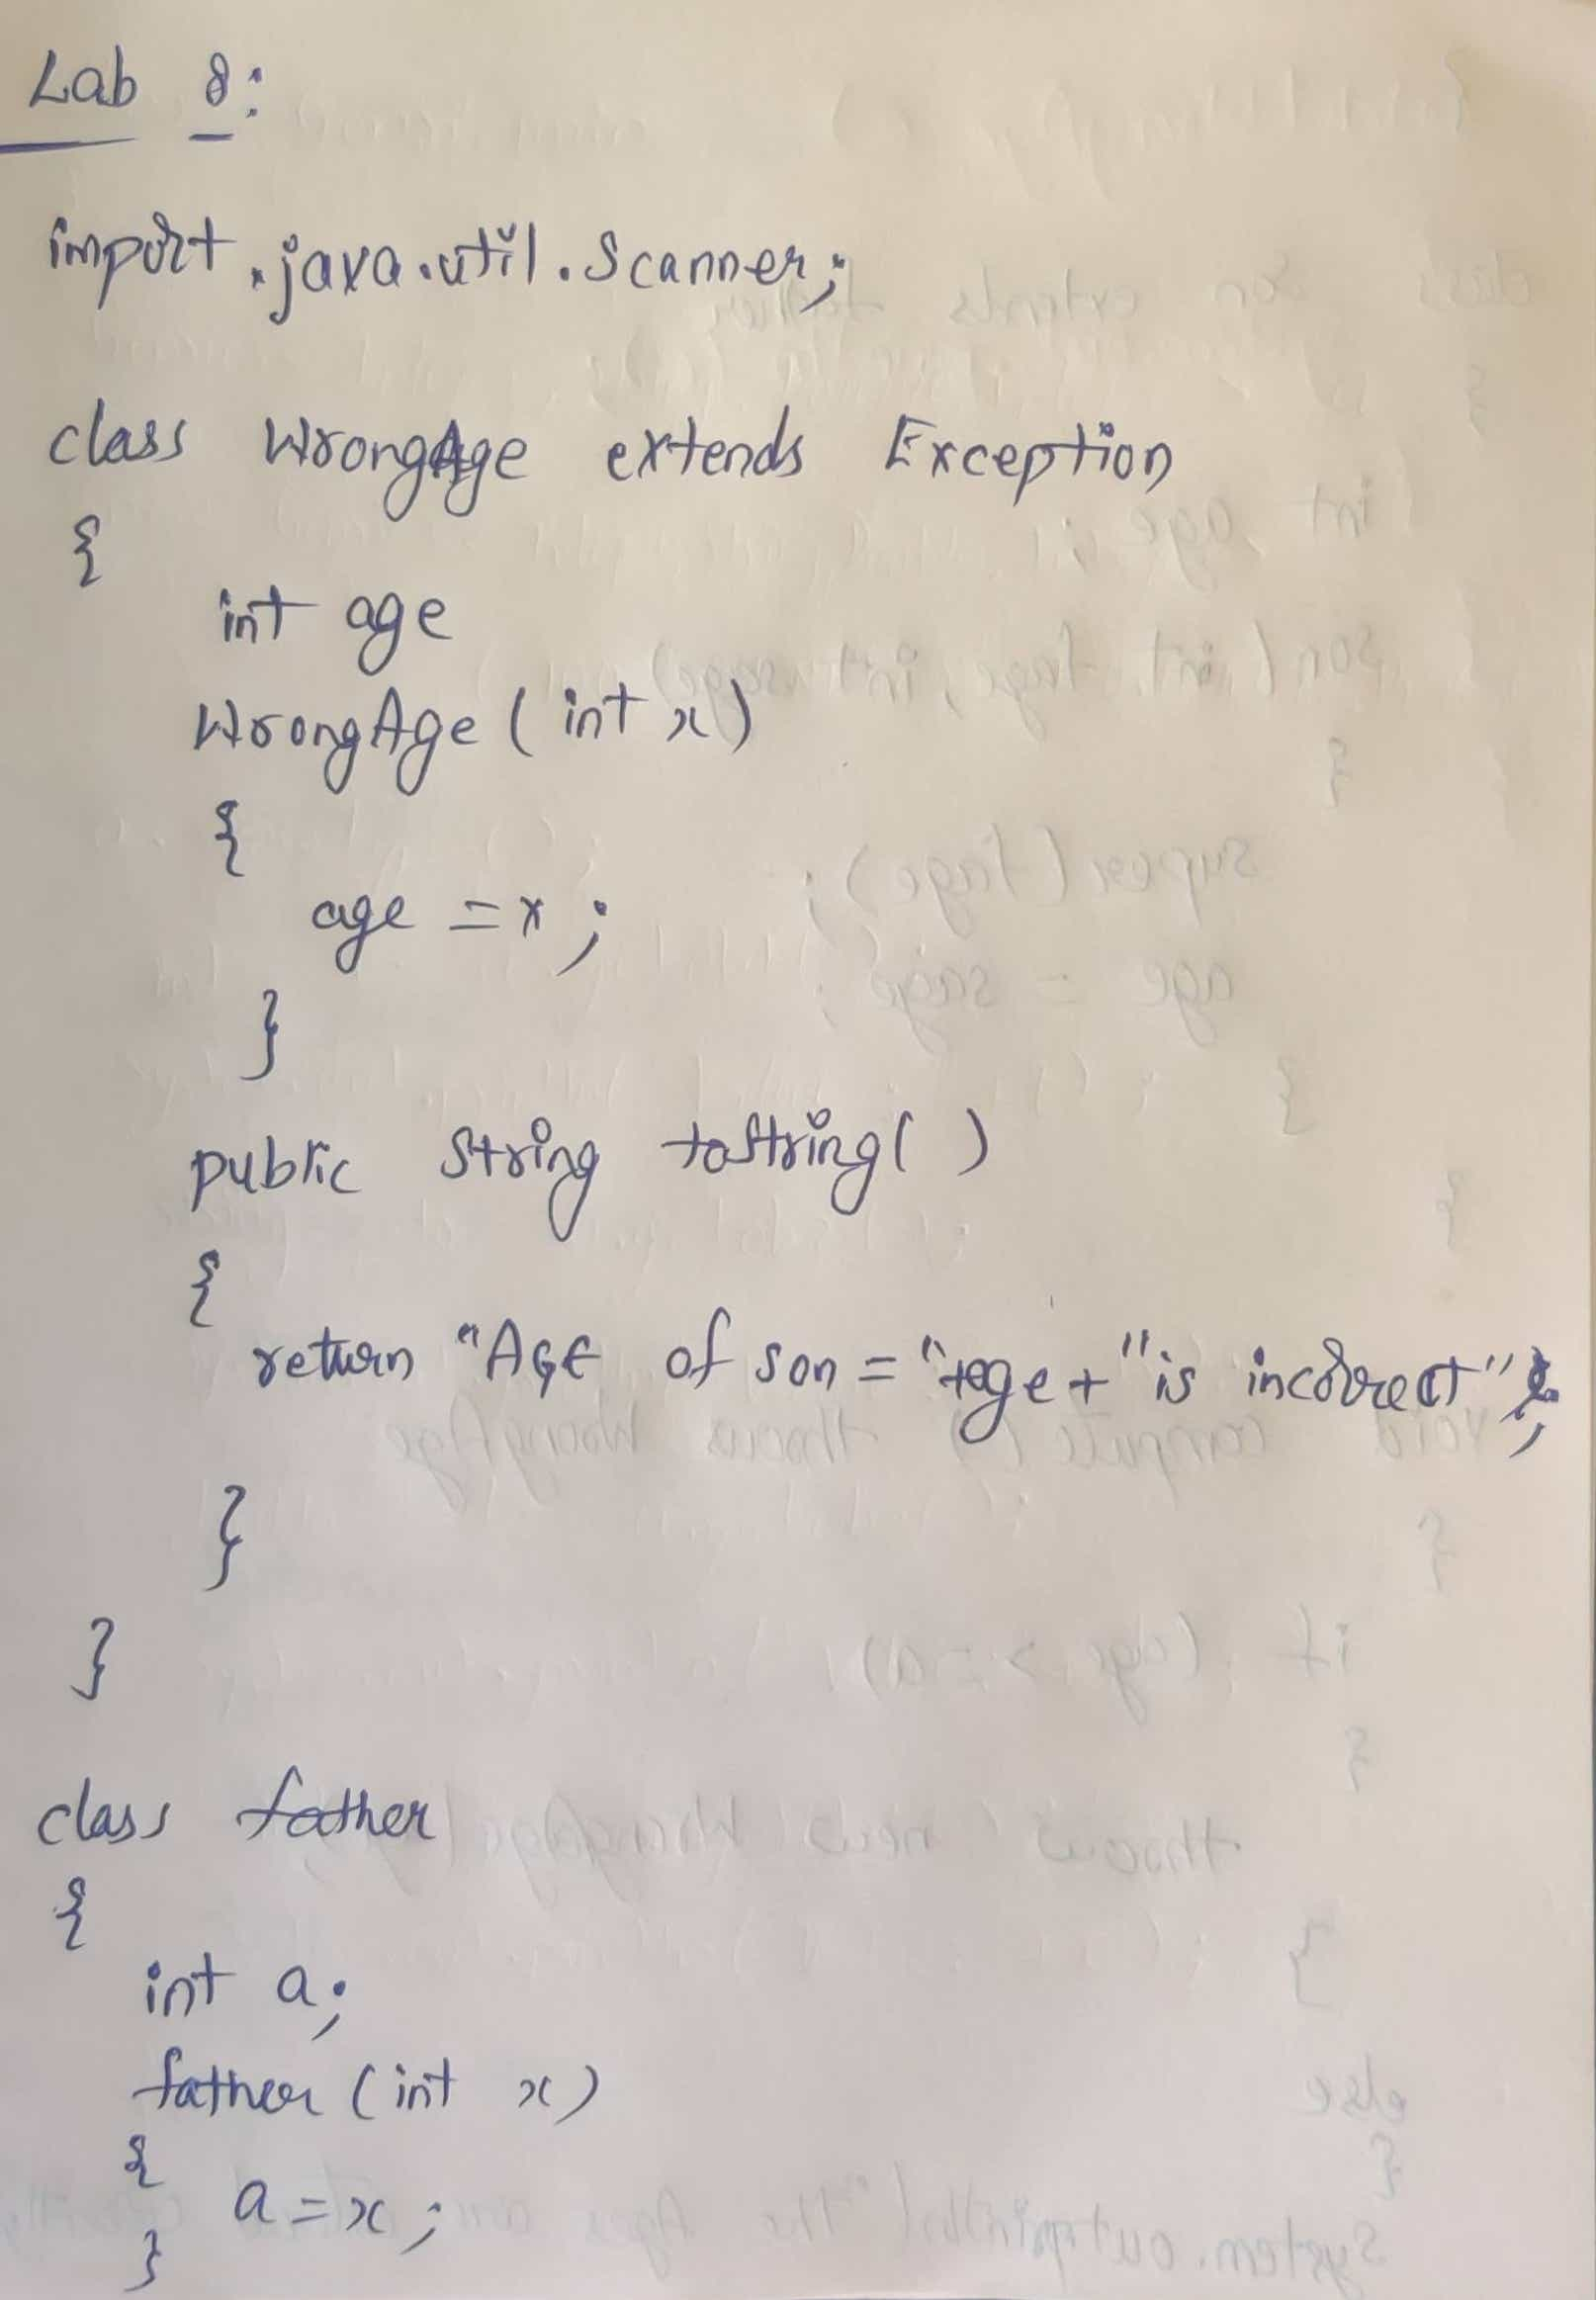 Lab 8:
import .java.util.Scanner;
class WrongAge extends Exception
{
int age
WrongAge (int x)
{
age = x;
}
public String toString( )
{
return "AGE of son = "+age+"is incorrect";
}
}
class father
{
int a;
father (int x)
{ a = x;
}